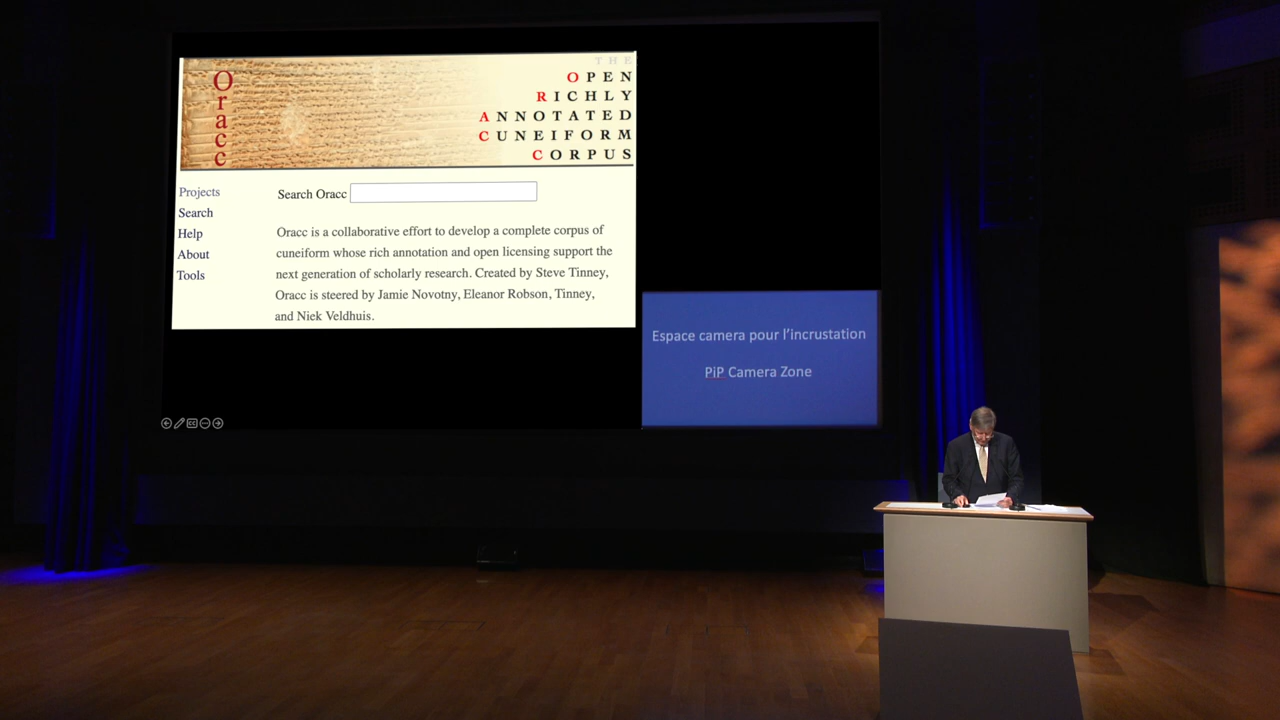 Oracc
THE
OPEN
RICHLY
ANNOTATED
CUNEIFORM
CORPUS
Projects
Search
Help
About
Tools
Search Oracc
Oracc is a collaborative effort to develop a complete corpus of
cuneiform whose rich annotation and open licensing support the
next generation of scholarly research. Created by Steve Tinney,
Oracc is steered by Jamie Novotny, Eleanor Robson, Tinney,
and Niek Veldhuis.
Espace camera pour l’incrustation
PiP Camera Zone